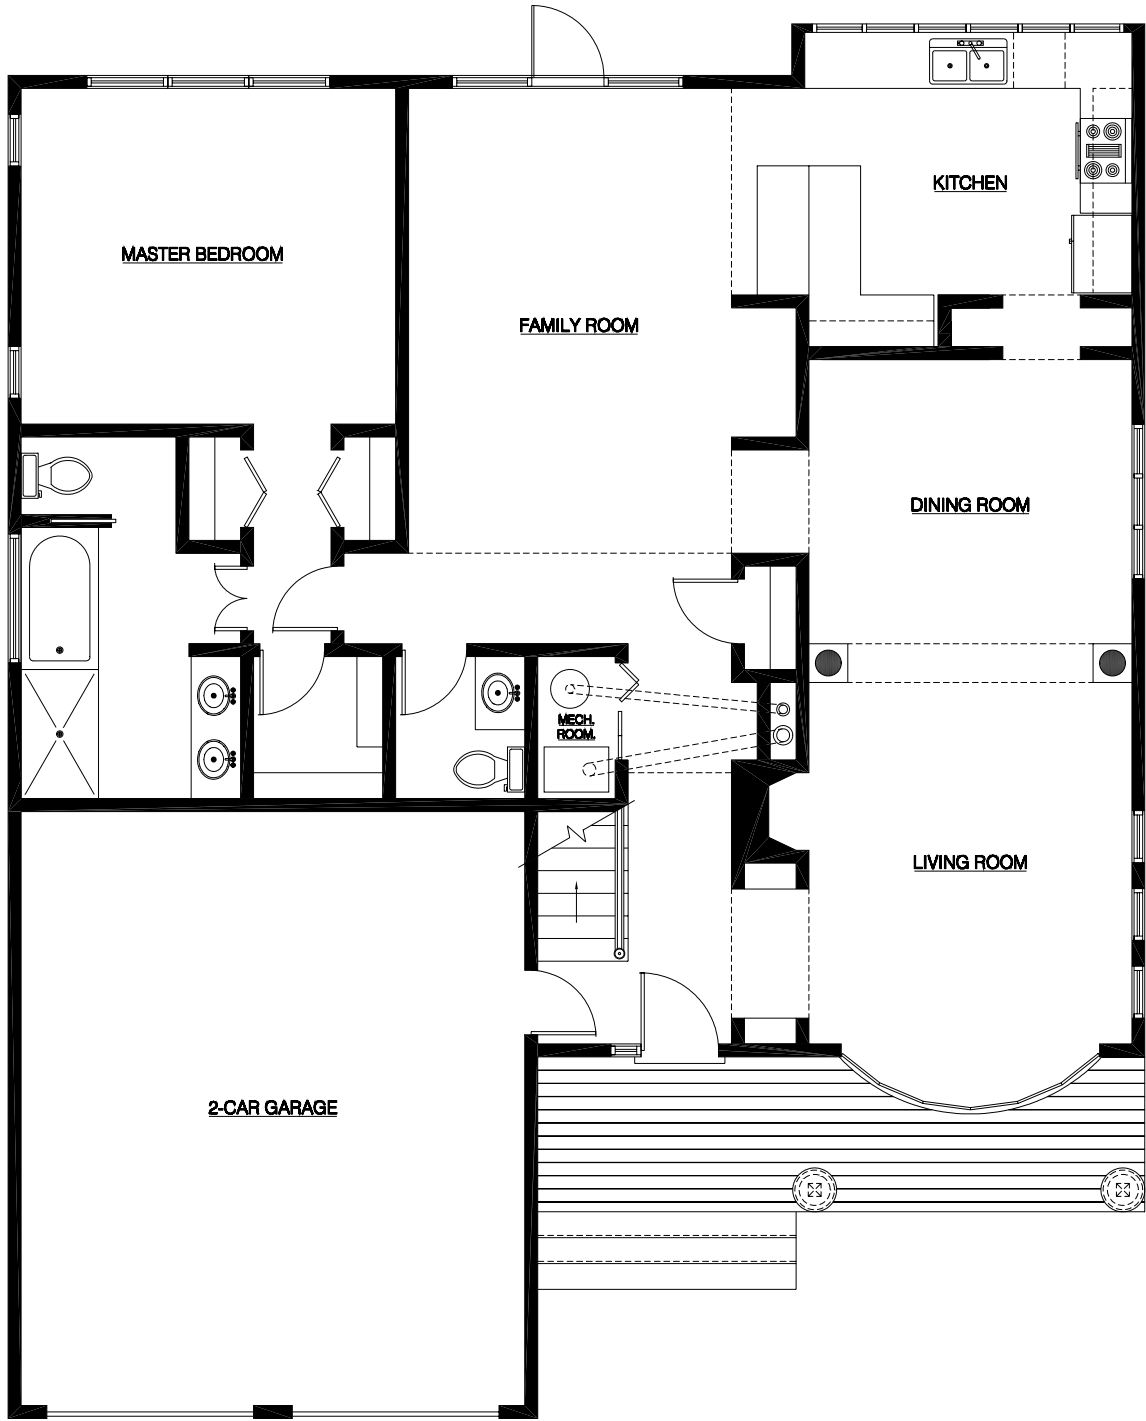 KITCHEN
MASTER BEDROOM
FAMILY ROOM
DINING ROOM
MECH.
ROOM.
LIVING ROOM
2-CAR GARAGE